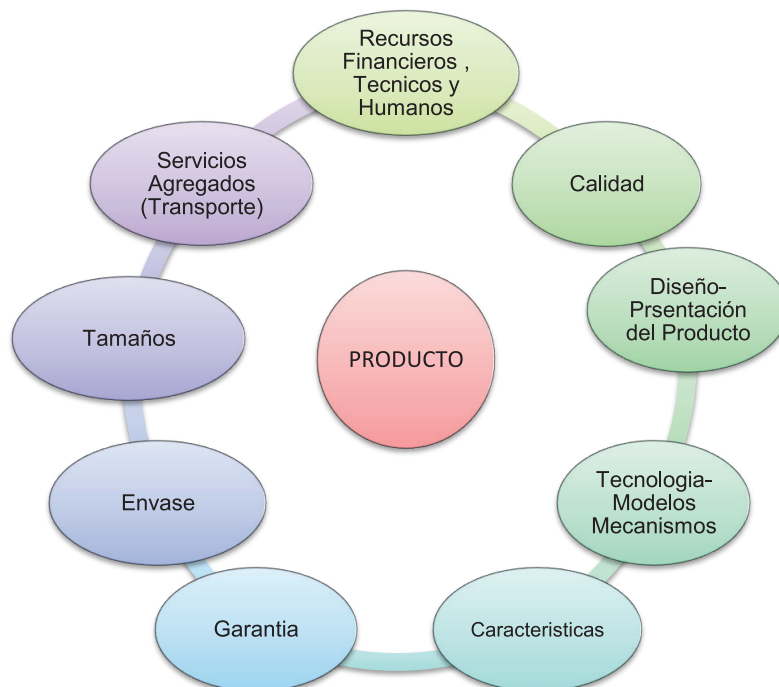 Recursos
Financieros ,
Tecnicos y
Humanos
Calidad
Diseño-
Prsentación
del Producto
Tecnologia-
Modelos
Mecanismos
Caracteristicas
Garantia
Envase
Tamaños
Servicios
Agregados
(Transporte)
PRODUCTO